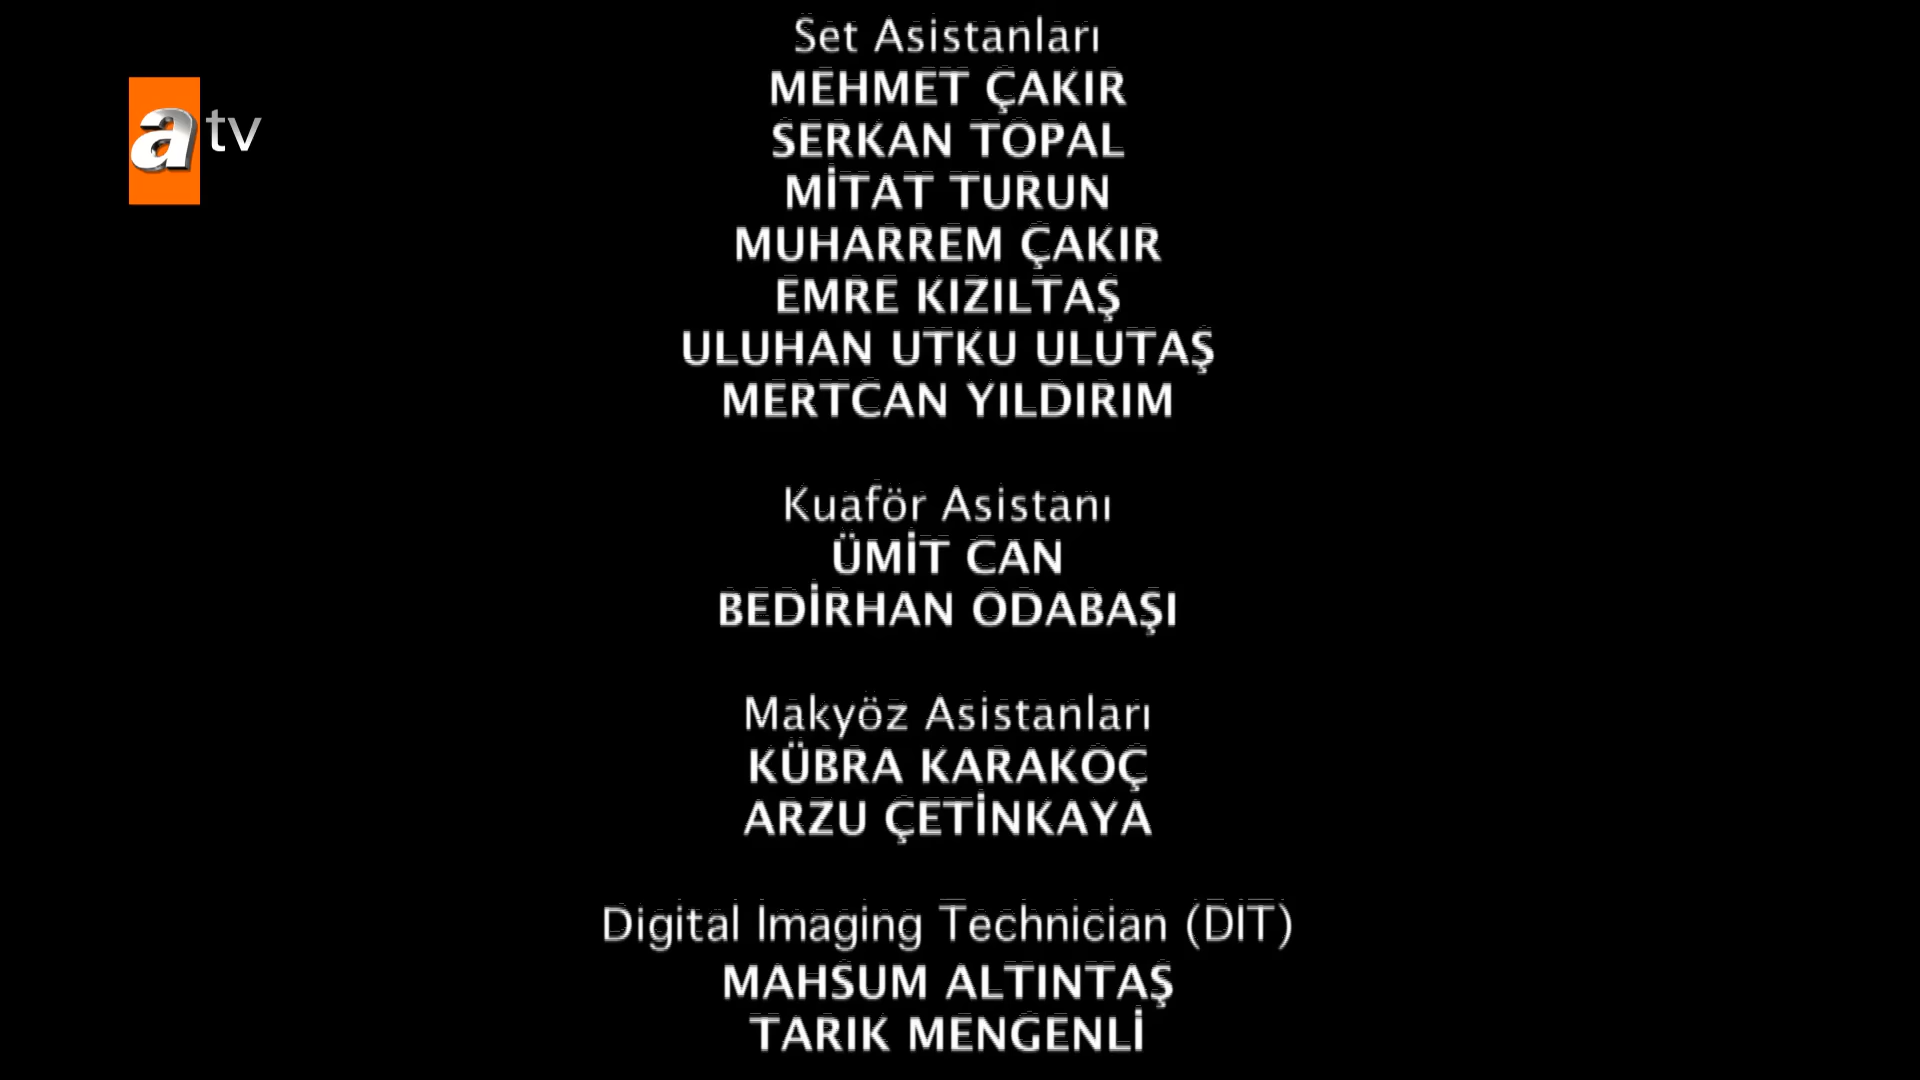 atv
Set Asistanları
MEHMET ÇAKIR
SERKAN TOPAL
MİTAT TURUN
MUHARREM ÇAKIR
EMRE KIZILTAŞ
ULUHAN UTKU ULUTAŞ
MERTCAN YILDIRIM
Kuaför Asistanı
ÜMİT CAN
BEDİRHAN ODABAŞI
Makyöz Asistanları
KÜBRA KARAKOÇ
ARZU ÇETİNKAYA
Digital Imaging Technician (DIT)
MAHSUM ALTINTAŞ
TARIK MENGENLİ